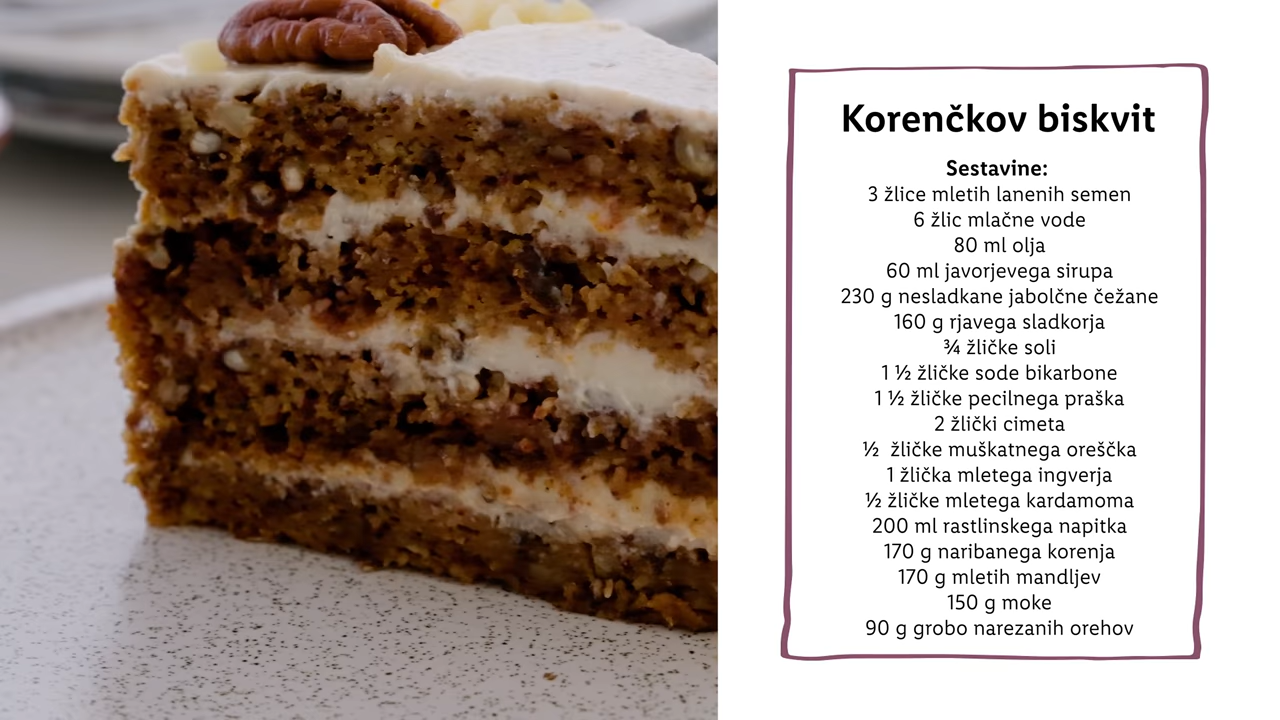 Korenčkov biskvit
Sestavine:
3 žlice mletih lanenih semen
6 žlic mlačne vode
80 ml olja
60 ml javorjevega sirupa
230 g nesladkane jabolčne čežane
160 g rjavega sladkorja
¾ žličke soli
1 ½ žličke sode bikarbone
1 ½ žličke pecilnega praška
2 žlički cimeta
½  žličke muškatnega oreščka
1 žlička mletega ingverja
½ žličke mletega kardamoma
200 ml rastlinskega napitka
170 g naribanega korenja
170 g mletih mandljev
150 g moke
90 g grobo narezanih orehov